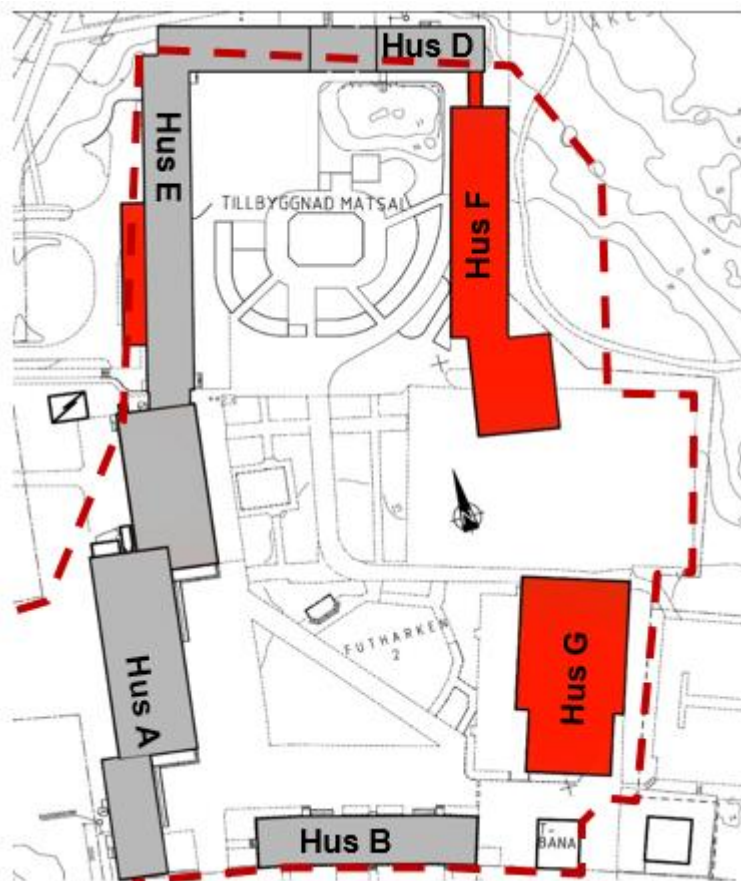 Hus D
Hus E
TILLBYGGNAD MATSAL
Hus F
N
FUTHARKEN
2
Hus G
Hus A
Hus B
T-
BANA